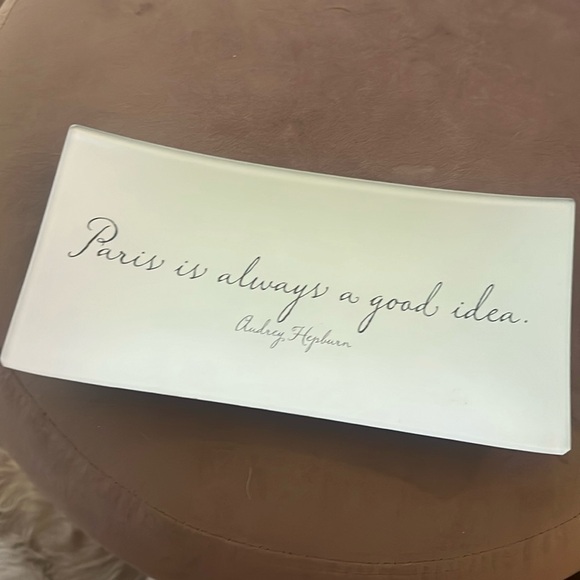 Paris is always a good idea.
Audrey Hepburn